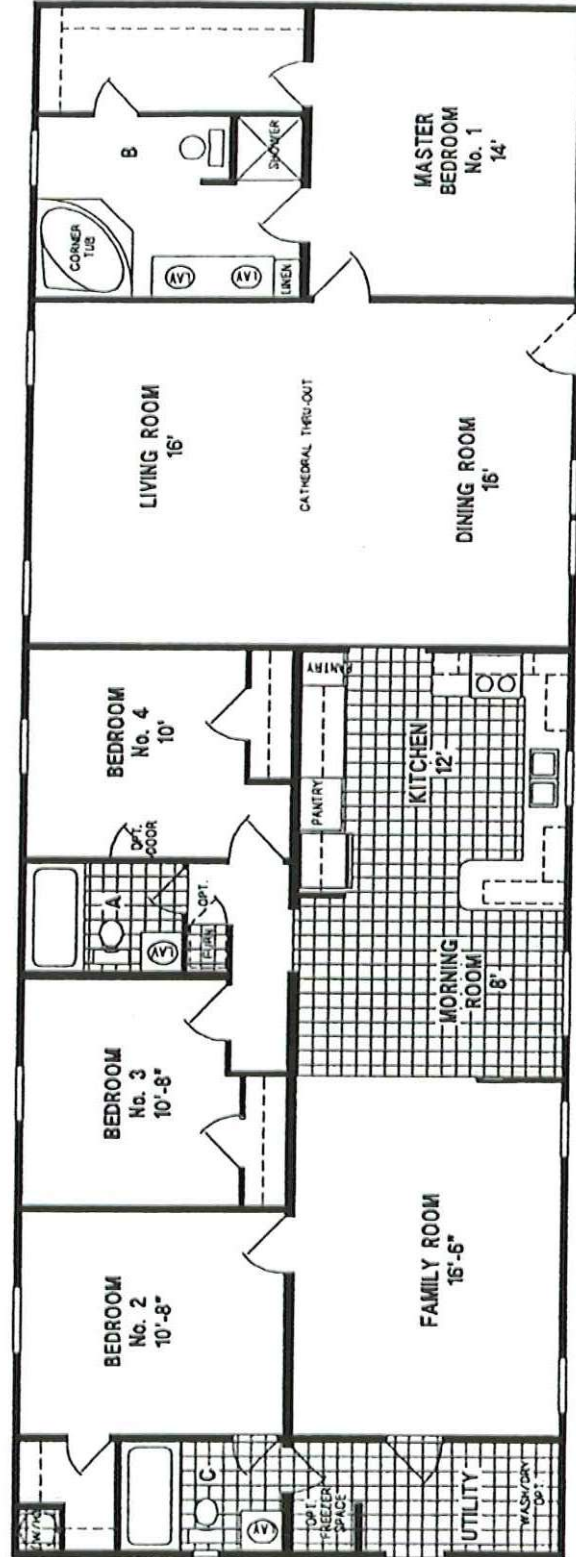 CORNER
TUB
B
SHOWER
LAV
LAV
LINEN
MASTER
BEDROOM
No. 1
14'
LIVING ROOM
16'
CATHEDRAL THRU-OUT
DINING ROOM
16'
BEDROOM
No. 4
10'
OPT.
DOOR
A
LAV
OPT.
FURN
PANTRY
PANTRY
KITCHEN
12'
MORNING
ROOM
8'
BEDROOM
No. 3
10'-8"
BEDROOM
No. 2
10'-8"
FAMILY ROOM
16'-6"
C
LAV
OPT.
FREEZER
SPACE
UTILITY
WASH/DRY
OPT.